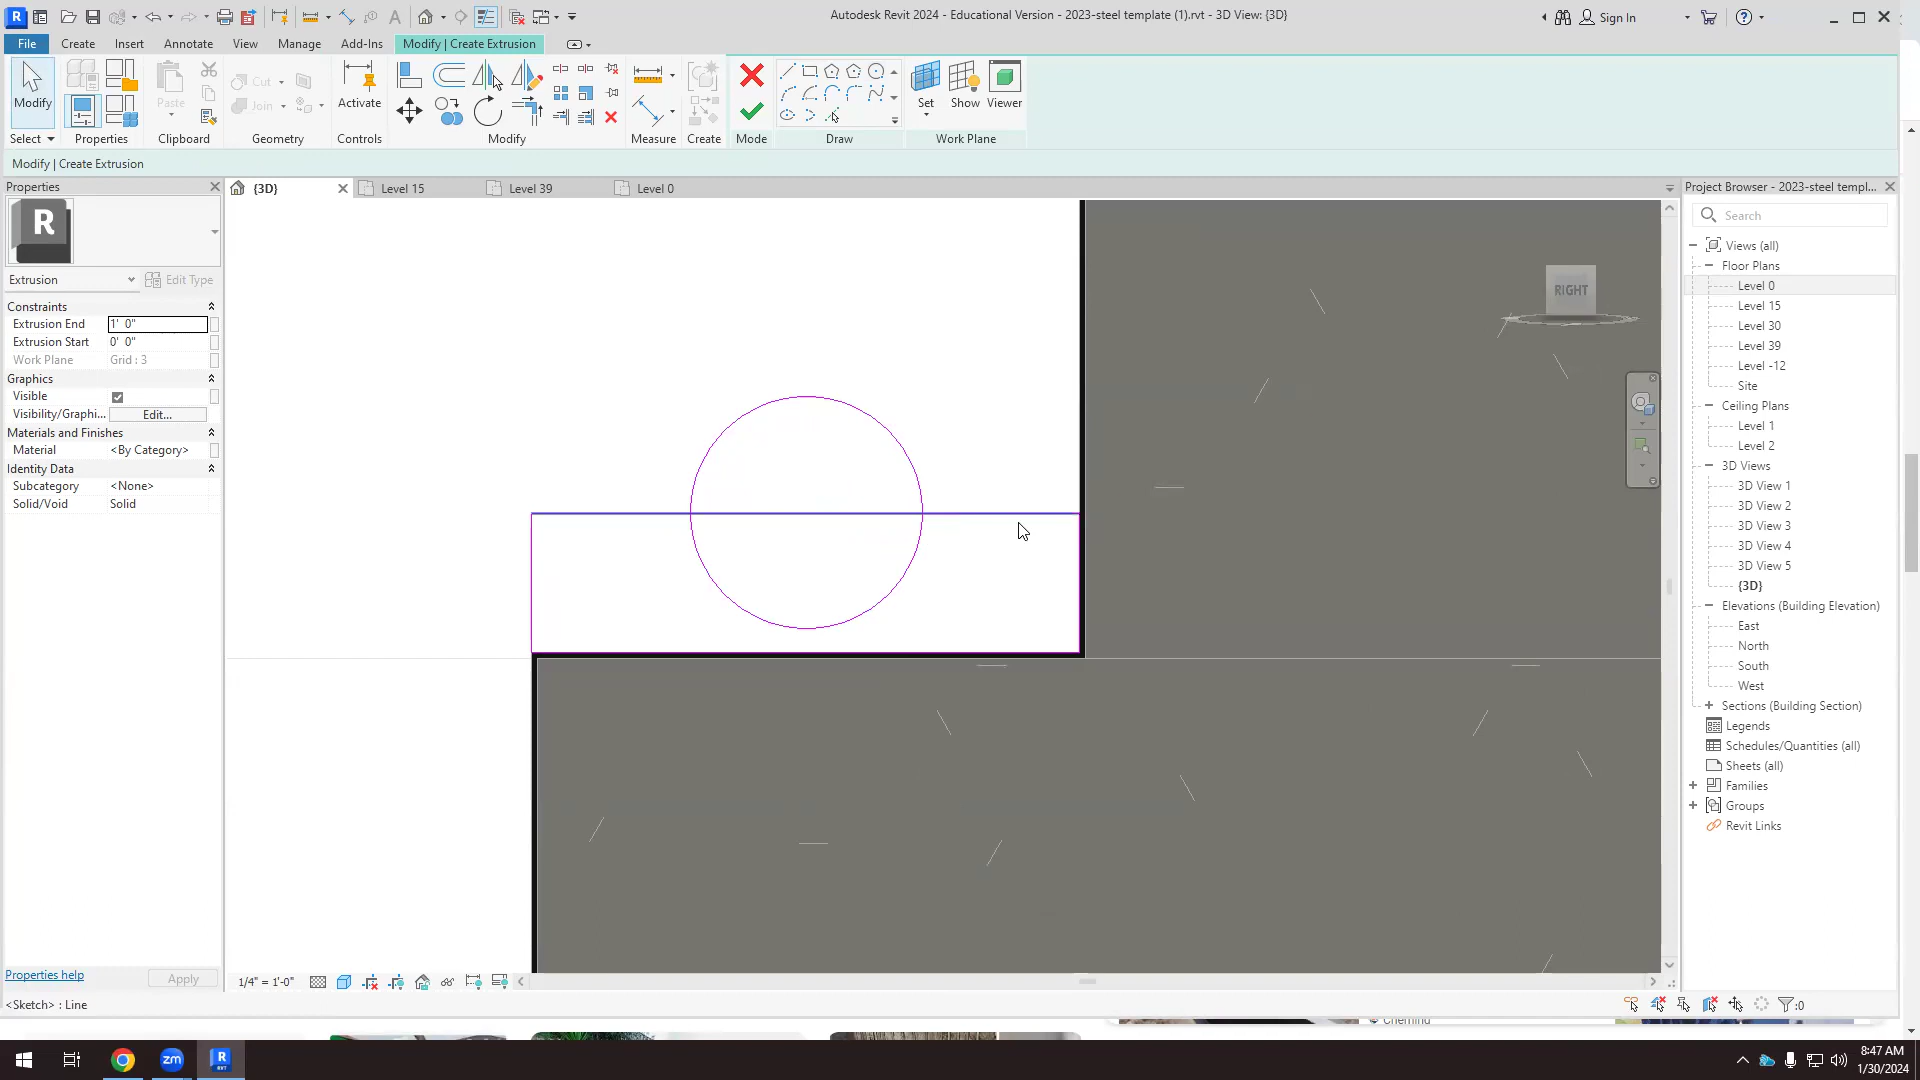 Autodesk Revit 2024 - Educational Version - 2023-steel template (1).rvt - 3D View: {3D}
Sign In
File Create Insert Annotate View Manage Add-Ins Modify | Create Extrusion
Modify
Paste
Cut
Join
Activate
Set Show Viewer
Select Properties Clipboard Geometry Controls Modify Measure Create Mode Draw Work Plane
Modify | Create Extrusion
Properties
{3D} Level 15 Level 39 Level 0
Project Browser - 2023-steel templ...
R
Extrusion
Edit Type
Constraints
Extrusion End 1' 0"
Extrusion Start 0' 0"
Work Plane Grid : 3
Graphics
Visible
Visibility/Graphi... Edit...
Materials and Finishes
Material <By Category>
Identity Data
Subcategory <None>
Solid/Void Solid
RIGHT
Search
Views (all)
Floor Plans
Level 0
Level 15
Level 30
Level 39
Level -12
Site
Ceiling Plans
Level 1
Level 2
3D Views
3D View 1
3D View 2
3D View 3
3D View 4
3D View 5
{3D}
Elevations (Building Elevation)
East
North
South
West
Sections (Building Section)
Legends
Schedules/Quantities (all)
Sheets (all)
Families
Groups
Revit Links
Properties help
Apply
1/4" = 1'-0"
<Sketch> : Line
:0
zm
R
RVT
8:47 AM
1/30/2024